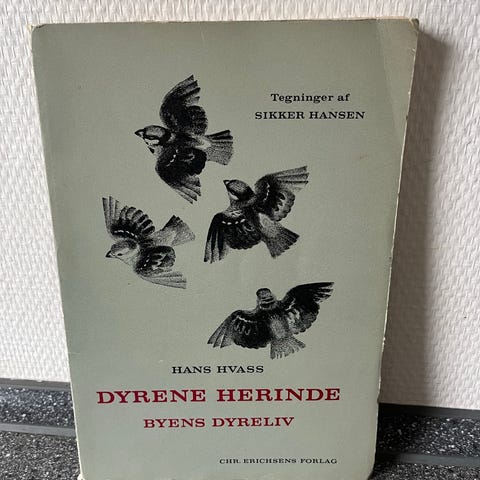 Tegninger af
SIKKER HANSEN
HANS HVASS
DYRENE HERINDE
BYENS DYRELIV
CHR. ERICHSENS FORLAG